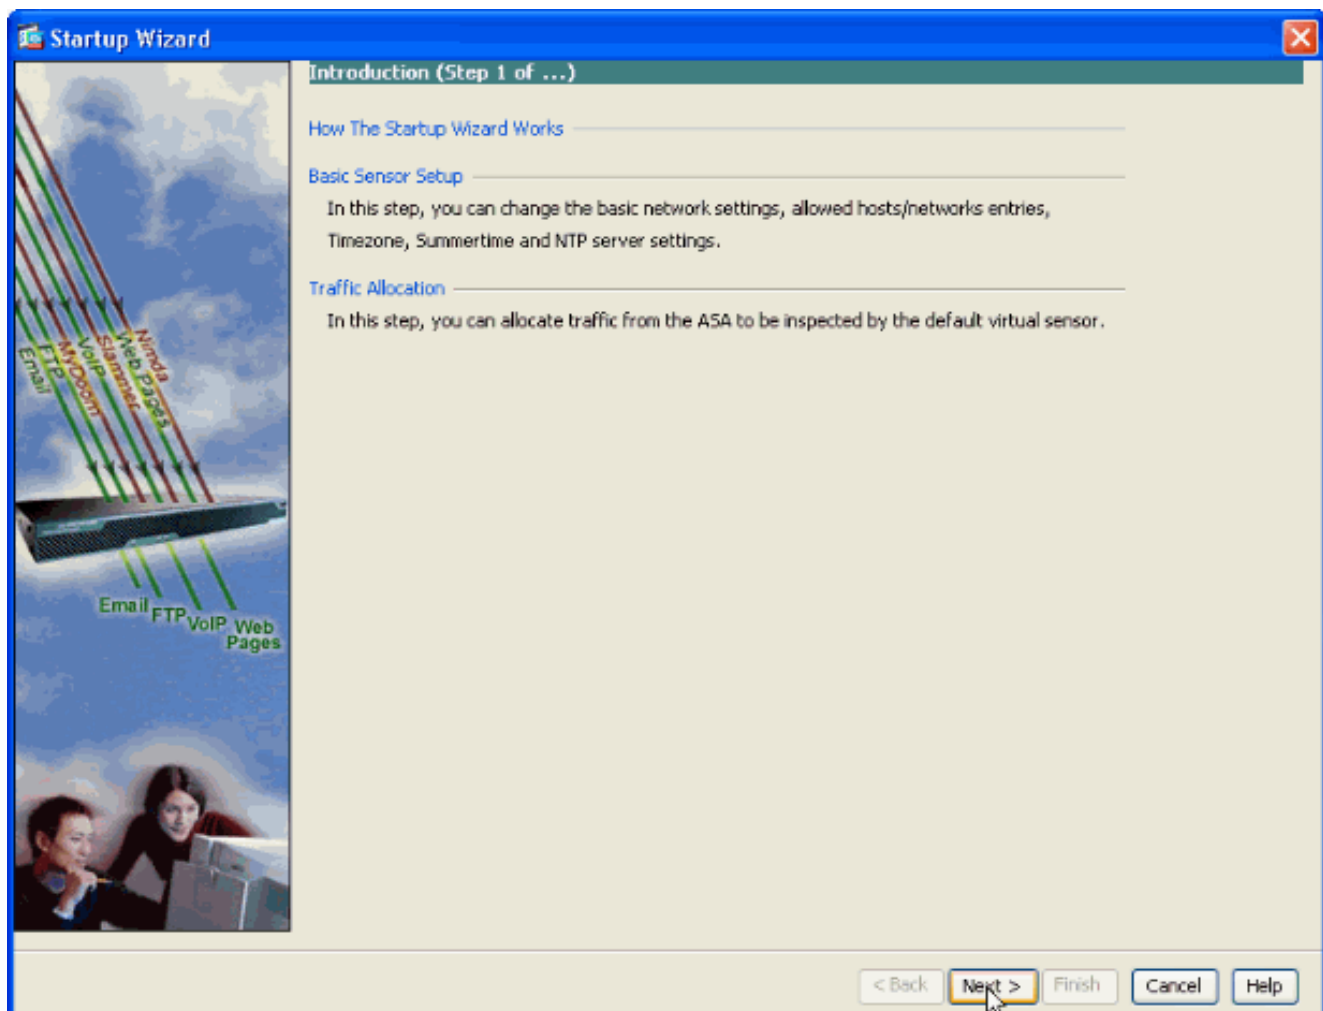 Startup Wizard
Introduction (Step 1 of ...)
How The Startup Wizard Works
Basic Sensor Setup
In this step, you can change the basic network settings, allowed hosts/networks entries,
Timezone, Summertime and NTP server settings.
Traffic Allocation
In this step, you can allocate traffic from the ASA to be inspected by the default virtual sensor.
Nimda
Web Pages
Slammer
VoIP
MyDoom
FTP
Email
Email
FTP
VoIP
Web
Pages
< Back
Next >
Finish
Cancel
Help